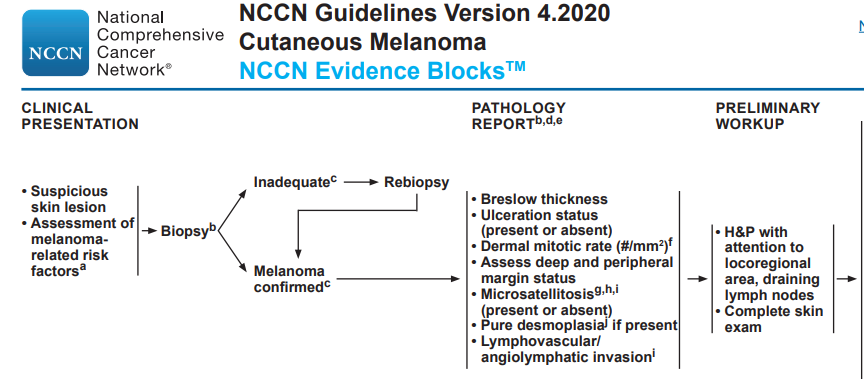 NCCN
National
Comprehensive
Cancer
Network®
NCCN Guidelines Version 4.2020
Cutaneous Melanoma
NCCN Evidence Blocks™
N
CLINICAL
PRESENTATION
PATHOLOGY
REPORTb,d,e
PRELIMINARY
WORKUP
• Suspicious
skin lesion
• Assessment of
melanoma-
related risk
factorsa
Biopsyb
Inadequatec
Rebiopsy
Melanoma
confirmedc
• Breslow thickness
• Ulceration status
(present or absent)
• Dermal mitotic rate (#/mm²)f
• Assess deep and peripheral
margin status
• Microsatellitosisg,h,i
(present or absent)
• Pure desmoplasiaj if present
• Lymphovascular/
angiolymphatic invasioni
• H&P with
attention to
locoregional
area, draining
lymph nodes
• Complete skin
exam